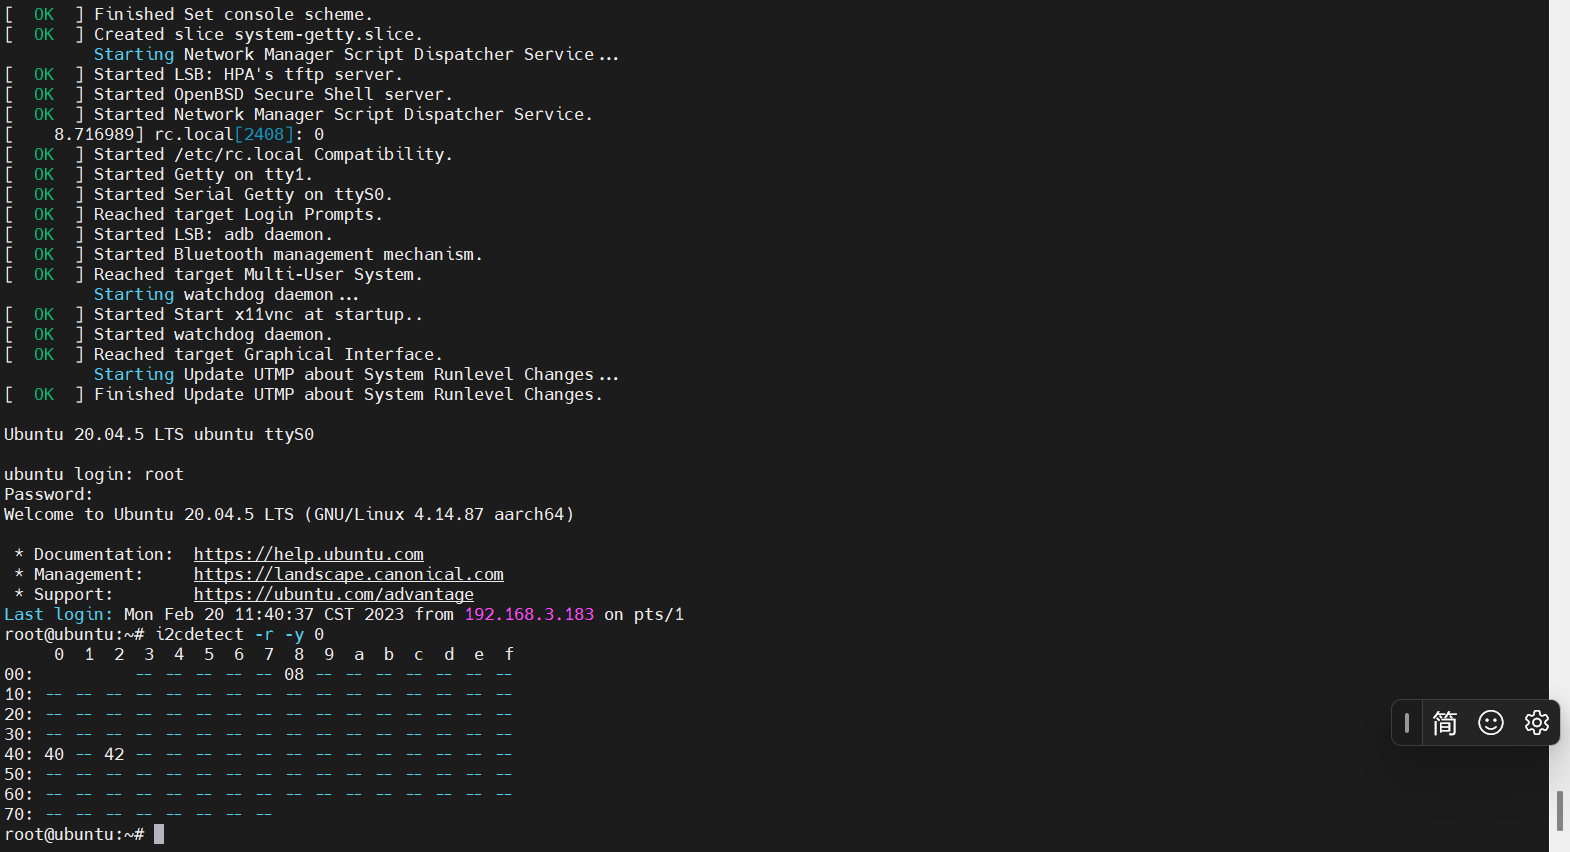 [  OK  ] Finished Set console scheme.
[  OK  ] Created slice system-getty.slice.
         Starting Network Manager Script Dispatcher Service...
[  OK  ] Started LSB: HPA's tftp server.
[  OK  ] Started OpenBSD Secure Shell server.
[  OK  ] Started Network Manager Script Dispatcher Service.
[    8.716989] rc.local[2408]: 0
[  OK  ] Started /etc/rc.local Compatibility.
[  OK  ] Started Getty on tty1.
[  OK  ] Started Serial Getty on ttyS0.
[  OK  ] Reached target Login Prompts.
[  OK  ] Started LSB: adb daemon.
[  OK  ] Started Bluetooth management mechanism.
[  OK  ] Reached target Multi-User System.
         Starting watchdog daemon...
[  OK  ] Started Start x11vnc at startup..
[  OK  ] Started watchdog daemon.
[  OK  ] Reached target Graphical Interface.
         Starting Update UTMP about System Runlevel Changes...
[  OK  ] Finished Update UTMP about System Runlevel Changes.
Ubuntu 20.04.5 LTS ubuntu ttyS0
ubuntu login: root
Password:
Welcome to Ubuntu 20.04.5 LTS (GNU/Linux 4.14.87 aarch64)
 * Documentation:  https://help.ubuntu.com
 * Management:     https://landscape.canonical.com
 * Support:        https://ubuntu.com/advantage
Last login: Mon Feb 20 11:40:37 CST 2023 from 192.168.3.183 on pts/1
root@ubuntu:~# i2cdetect -r -y 0
     0  1  2  3  4  5  6  7  8  9  a  b  c  d  e  f
00:          -- -- -- -- -- 08 -- -- -- -- -- -- --
10: -- -- -- -- -- -- -- -- -- -- -- -- -- -- -- --
20: -- -- -- -- -- -- -- -- -- -- -- -- -- -- -- --
30: -- -- -- -- -- -- -- -- -- -- -- -- -- -- -- --
40: 40 -- 42 -- -- -- -- -- -- -- -- -- -- -- -- --
50: -- -- -- -- -- -- -- -- -- -- -- -- -- -- -- --
60: -- -- -- -- -- -- -- -- -- -- -- -- -- -- -- --
70: -- -- -- -- -- -- -- --
root@ubuntu:~#
简